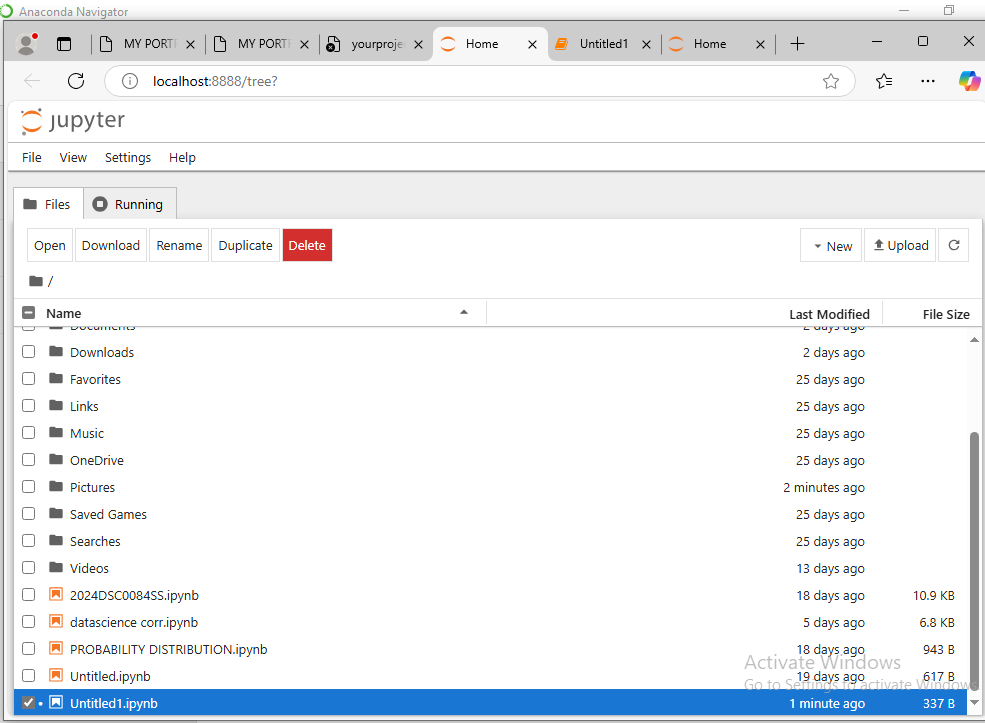 Anaconda Navigator
MY PORTF MY PORTF yourproje Home Untitled1 Home
localhost:8888/tree?
jupyter
File View Settings Help
Files Running
Open Download Rename Duplicate Delete New Upload
/
Name Last Modified File Size
Documents 2 days ago
Downloads 2 days ago
Favorites 25 days ago
Links 25 days ago
Music 25 days ago
OneDrive 25 days ago
Pictures 2 minutes ago
Saved Games 25 days ago
Searches 25 days ago
Videos 13 days ago
2024DSC0084SS.ipynb 18 days ago 10.9 KB
datascience corr.ipynb 5 days ago 6.8 KB
PROBABILITY DISTRIBUTION.ipynb 18 days ago 943 B
Activate Windows
Untitled.ipynb 19 days ago 617 B
Go to Settings to activate Windows.
Untitled1.ipynb 1 minute ago 337 B